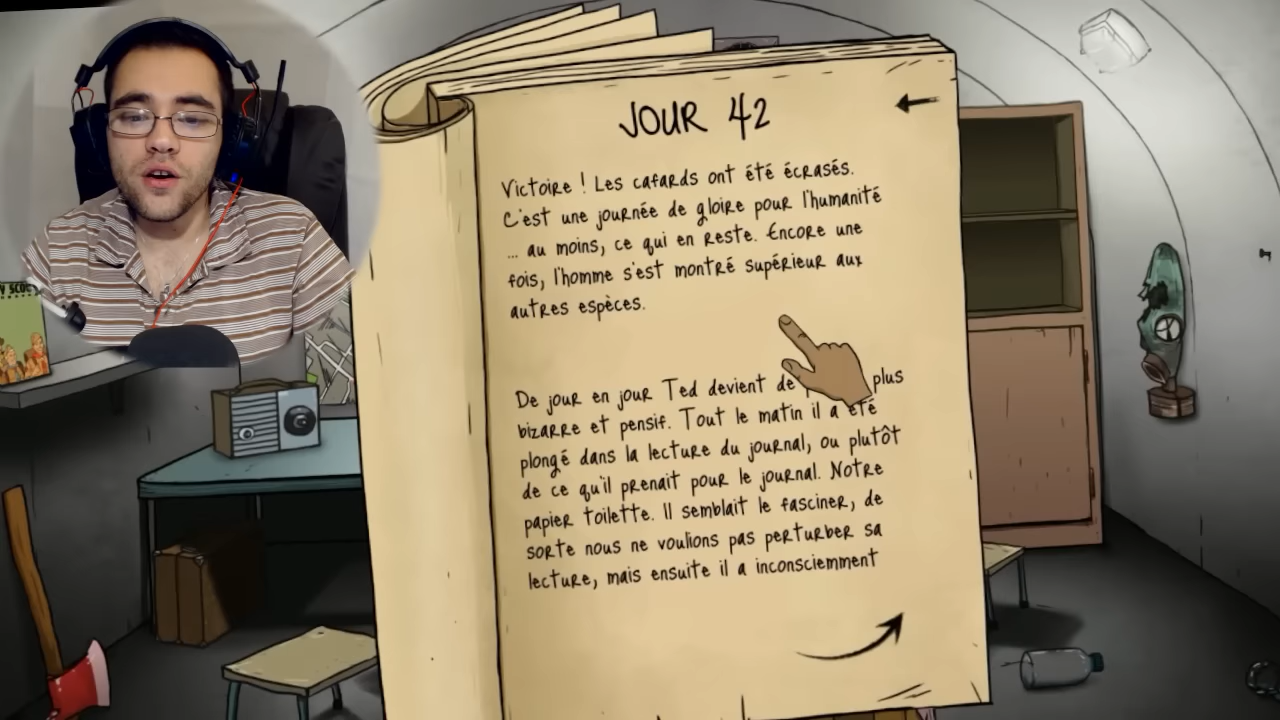 JOUR 42
Victoire ! Les cafards ont été écrasés.
C'est une journée de gloire pour l'humanité
... au moins, ce qui en reste. Encore une
fois, l'homme s'est montré supérieur aux
autres espèces.
De jour en jour Ted devient de plus
bizarre et pensif. Tout le matin il a été
plongé dans la lecture du journal, ou plutôt
de ce qu'il prenait pour le journal. Notre
papier toilette. Il semblait le fasciner, de
sorte nous ne voulions pas perturber sa
lecture, mais ensuite il a inconsciemment